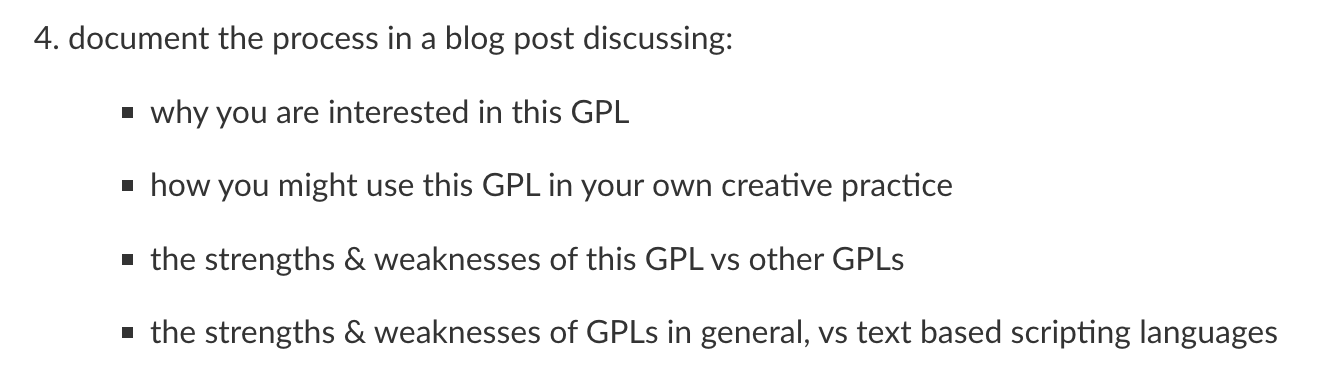 4. document the process in a blog post discussing:
▪ why you are interested in this GPL
▪ how you might use this GPL in your own creative practice
▪ the strengths & weaknesses of this GPL vs other GPLs
▪ the strengths & weaknesses of GPLs in general, vs text based scripting languages